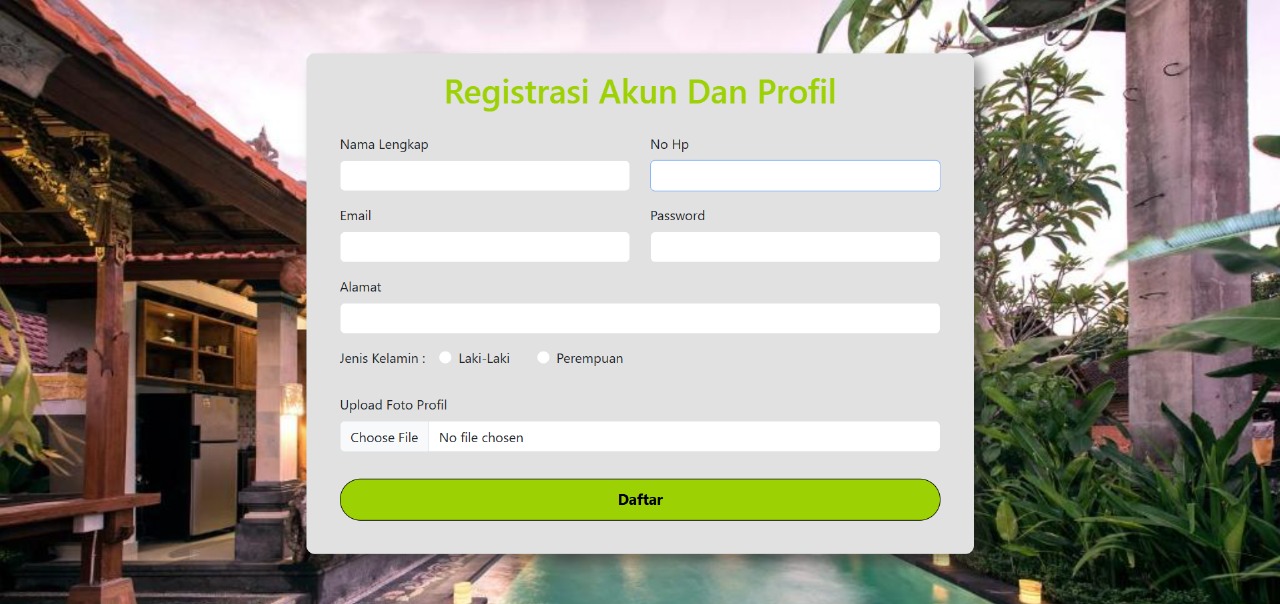 Registrasi Akun Dan Profil
Nama Lengkap
No Hp
Email
Password
Alamat
Jenis Kelamin : Laki-Laki Perempuan
Upload Foto Profil
Choose File No file chosen
Daftar